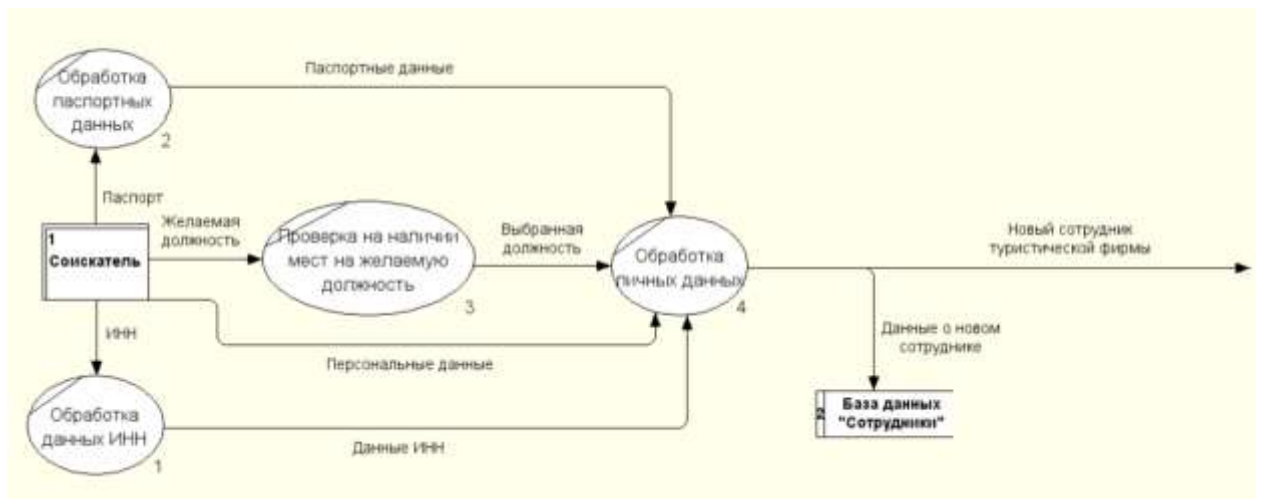 Паспортные данные
Обработка
паспортных
данных
2
Паспорт
1
Соискатель
Желаемая
должность
Проверка на наличии
мест на желаемую
должность
3
Выбранная
должность
Обработка
личных данных
4
Новый сотрудник
туристической фирмы
ИНН
Персональные данные
Данные о новом
сотруднике
База данных
"Сотрудники"
2
Обработка
данных ИНН
1
Данные ИНН